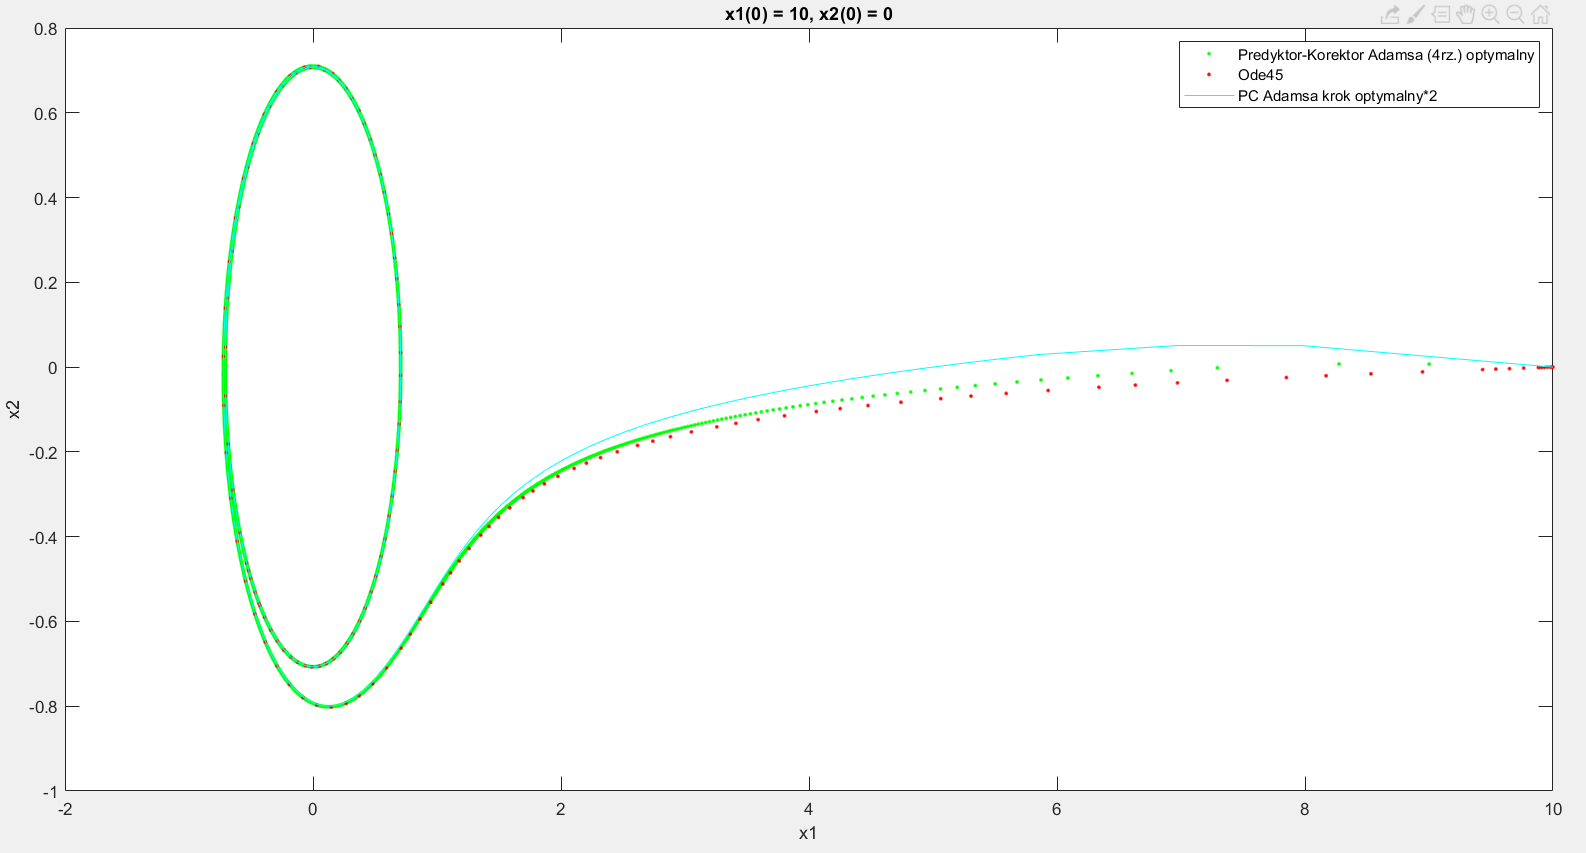 x1(0) = 10, x2(0) = 0
Predyktor-Korektor Adamsa (4rz.) optymalny
Ode45
PC Adamsa krok optymalny*2
0.8
0.6
0.4
0.2
0
-0.2
-0.4
-0.6
-0.8
-1
x2
-2
0
2
4
6
8
10
x1